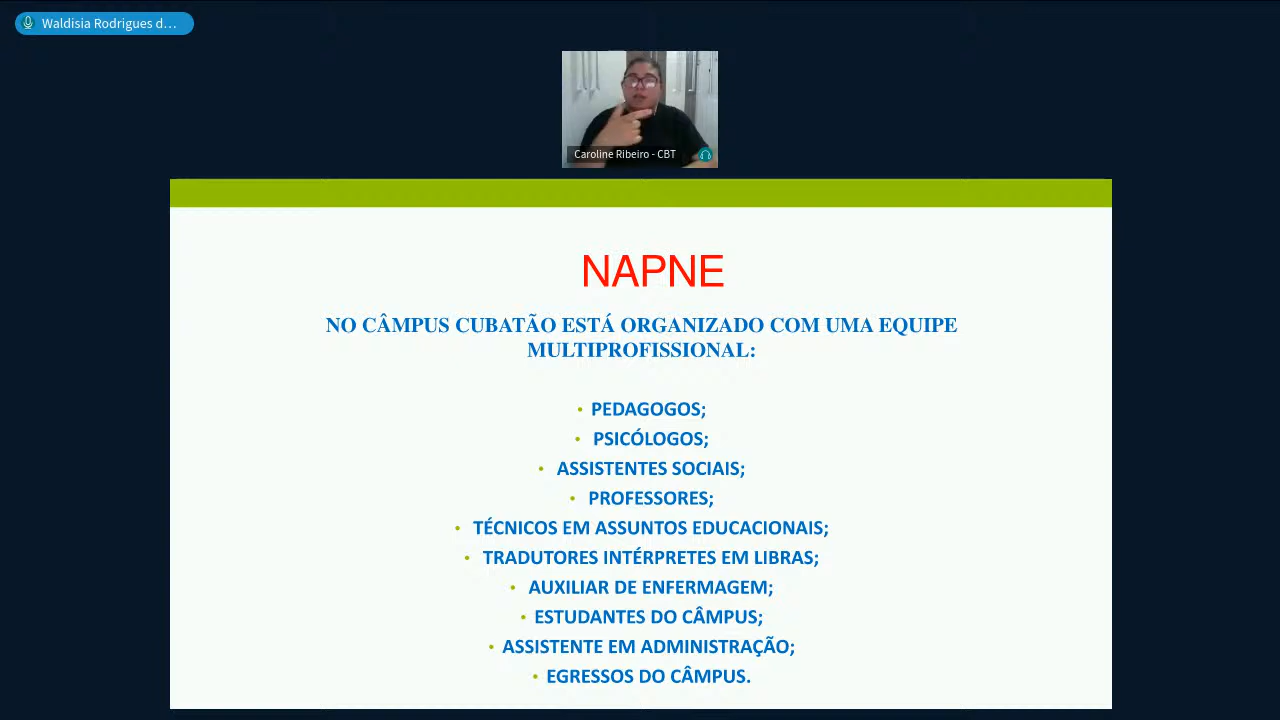 Waldisia Rodrigues d...
Caroline Ribeiro - CBT
NAPNE
NO CÂMPUS CUBATÃO ESTÁ ORGANIZADO COM UMA EQUIPE
MULTIPROFISSIONAL:
• PEDAGOGOS;
• PSICÓLOGOS;
• ASSISTENTES SOCIAIS;
• PROFESSORES;
• TÉCNICOS EM ASSUNTOS EDUCACIONAIS;
• TRADUTORES INTÉRPRETES EM LIBRAS;
• AUXILIAR DE ENFERMAGEM;
• ESTUDANTES DO CÂMPUS;
• ASSISTENTE EM ADMINISTRAÇÃO;
• EGRESSOS DO CÂMPUS.